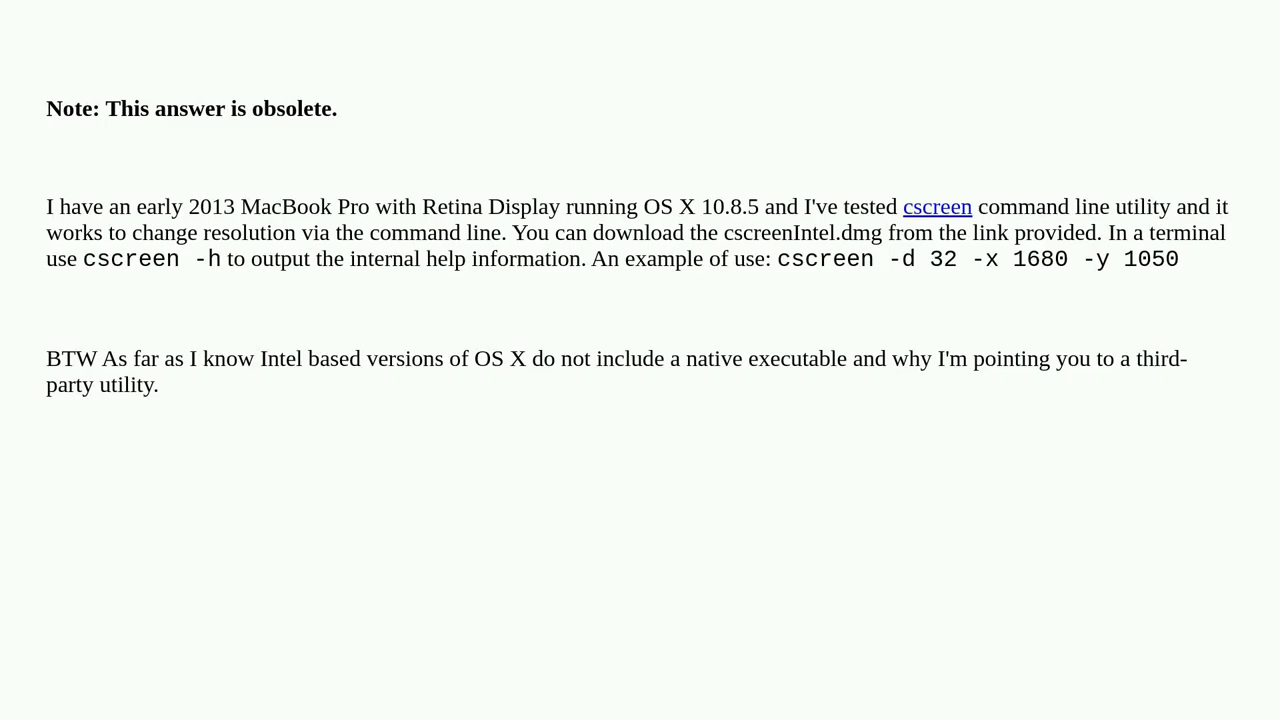 Note: This answer is obsolete.
I have an early 2013 MacBook Pro with Retina Display running OS X 10.8.5 and I've tested cscreen command line utility and it
works to change resolution via the command line. You can download the cscreenIntel.dmg from the link provided. In a terminal
use cscreen -h to output the internal help information. An example of use: cscreen -d 32 -x 1680 -y 1050
BTW As far as I know Intel based versions of OS X do not include a native executable and why I'm pointing you to a third-
party utility.